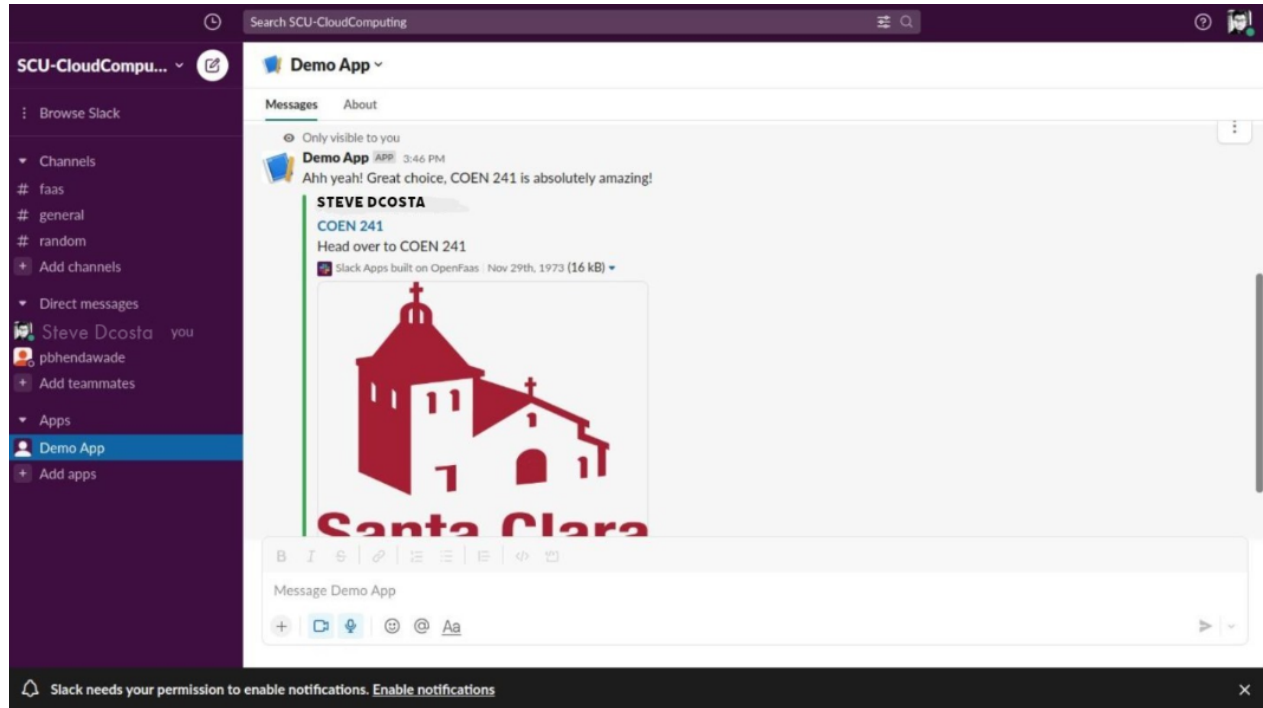 Search SCU-CloudComputing
SCU-CloudCompu...
Browse Slack
Channels
# faas
# general
# random
+ Add channels
Direct messages
Steve Dcosta you
pbhendawade
+ Add teammates
Apps
Demo App
+ Add apps
Demo App
Messages About
Only visible to you
Demo App APP 3:46 PM
Ahh yeah! Great choice, COEN 241 is absolutely amazing!
STEVE DCOSTA
COEN 241
Head over to COEN 241
Slack Apps built on OpenFaas | Nov 29th, 1973 (16 kB)
Santa Clara
B I S
Message Demo App
+ @ Aa
Slack needs your permission to enable notifications. Enable notifications